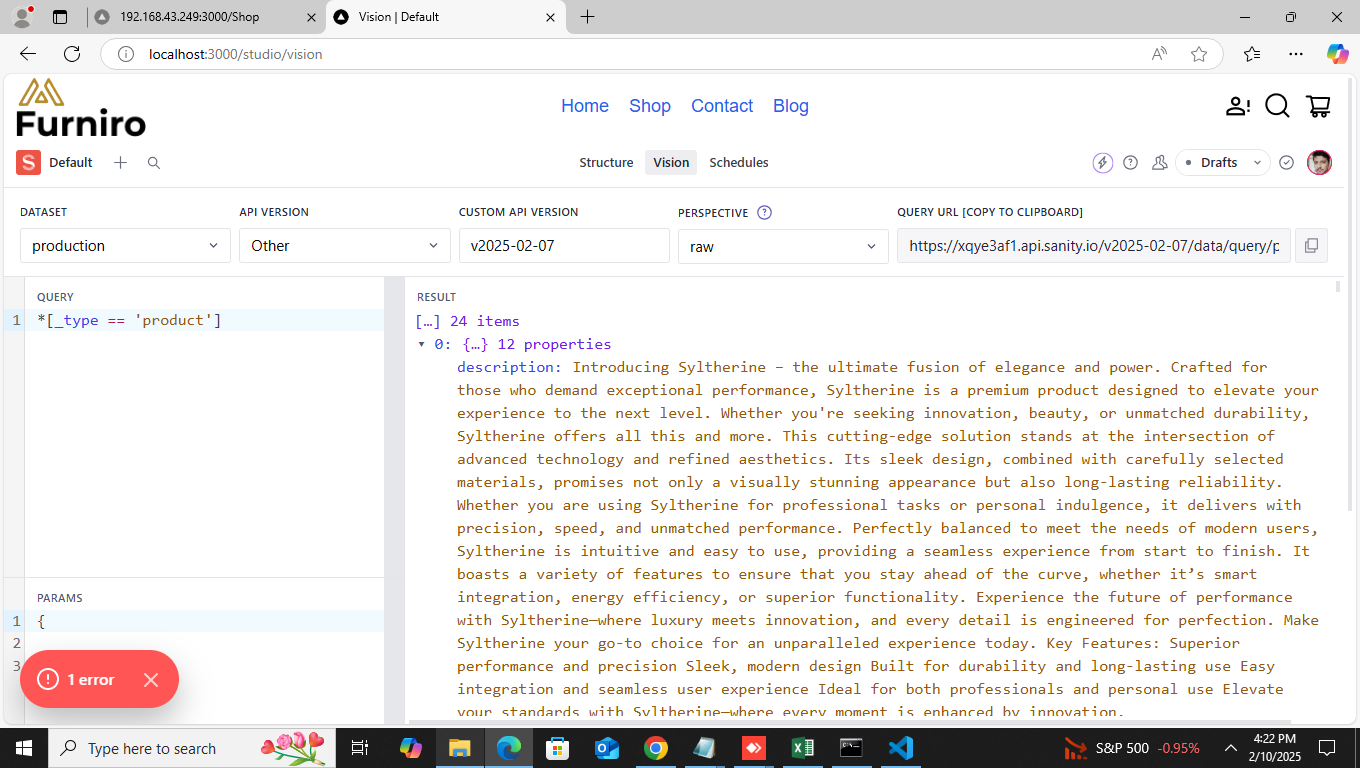 192.168.43.249:3000/Shop
Vision | Default
localhost:3000/studio/vision
Furniro
Home Shop Contact Blog
S Default
Structure Vision Schedules
Drafts
DATASET API VERSION CUSTOM API VERSION PERSPECTIVE QUERY URL [COPY TO CLIPBOARD]
production Other v2025-02-07 raw https://xqye3af1.api.sanity.io/v2025-02-07/data/query/p
QUERY
1 *[_type == 'product']
RESULT
[…] 24 items
0: {…} 12 properties
description: Introducing Syltherine – the ultimate fusion of elegance and power. Crafted for
those who demand exceptional performance, Syltherine is a premium product designed to elevate your
experience to the next level. Whether you're seeking innovation, beauty, or unmatched durability,
Syltherine offers all this and more. This cutting-edge solution stands at the intersection of
advanced technology and refined aesthetics. Its sleek design, combined with carefully selected
materials, promises not only a visually stunning appearance but also long-lasting reliability.
Whether you are using Syltherine for professional tasks or personal indulgence, it delivers with
precision, speed, and unmatched performance. Perfectly balanced to meet the needs of modern users,
Syltherine is intuitive and easy to use, providing a seamless experience from start to finish. It
boasts a variety of features to ensure that you stay ahead of the curve, whether it’s smart
integration, energy efficiency, or superior functionality. Experience the future of performance
with Syltherine—where luxury meets innovation, and every detail is engineered for perfection. Make
Syltherine your go-to choice for an unparalleled experience today. Key Features: Superior
performance and precision Sleek, modern design Built for durability and long-lasting use Easy
integration and seamless user experience Ideal for both professionals and personal use Elevate
your standards with Syltherine—where every moment is enhanced by innovation.
PARAMS
1 {
2
3
1 error
Type here to search
S&P 500 -0.95%
4:22 PM
2/10/2025